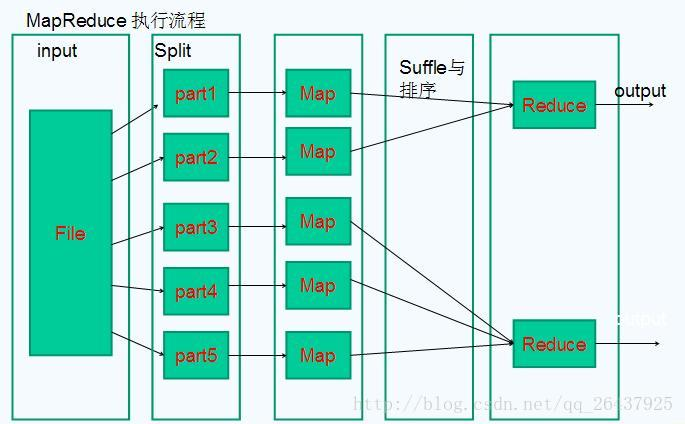 MapReduce 执行流程
input
Split
File
part1
part2
part3
part4
part5
Map
Map
Map
Map
Map
Suffle与
排序
Reduce
output
Reduce
output
http://blog.csdn.net/qq_26437925